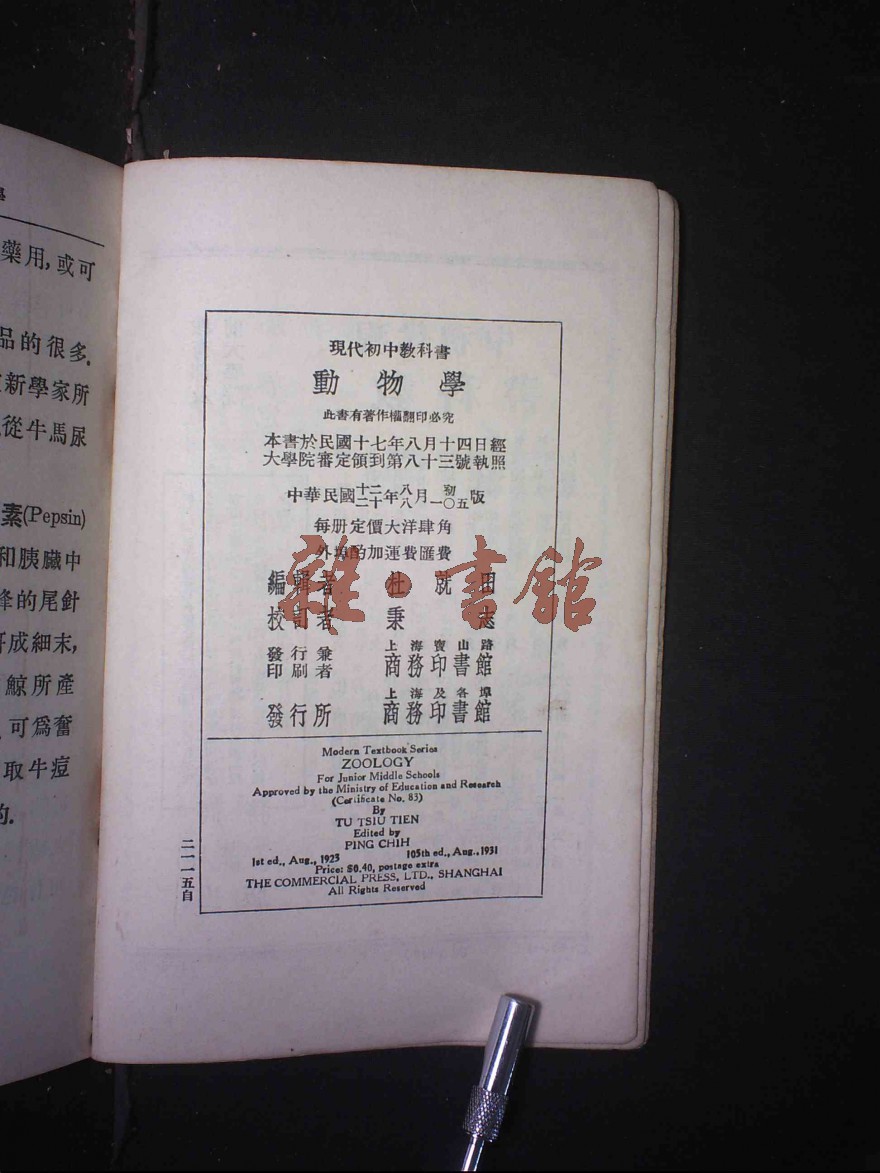 學
藥用,或可
品的很多.
新學家所
從牛馬尿
素(Pepsin)
和胰臟中
的尾針
成細末,
鯨所產
可爲奮
取牛痘
的.
現代初中教科書
動物學
此書有著作權翻印必究
本書於民國十七年八月十四日經
大學院審定領到第八十三號執照
中華民國十二年八月初版
二十年八月一〇五版
每册定價大洋肆角
外埠酌加運費匯費
編輯者 杜就田
校訂者 秉志
發行兼印刷者 上海寶山路商務印書館
發行所 上海及各埠商務印書館
Modern Textbook Series
ZOOLOGY
For Junior Middle Schools
Approved by the Ministry of Education and Research
(Certificate No. 83)
By
TU TSIU TIEN
Edited by
PING CHIH
1st ed., Aug., 1923 105th ed., Aug., 1931
Price: $0.40, postage extra
THE COMMERCIAL PRESS, LTD., SHANGHAI
All Rights Reserved
二一一五自
雜·書館